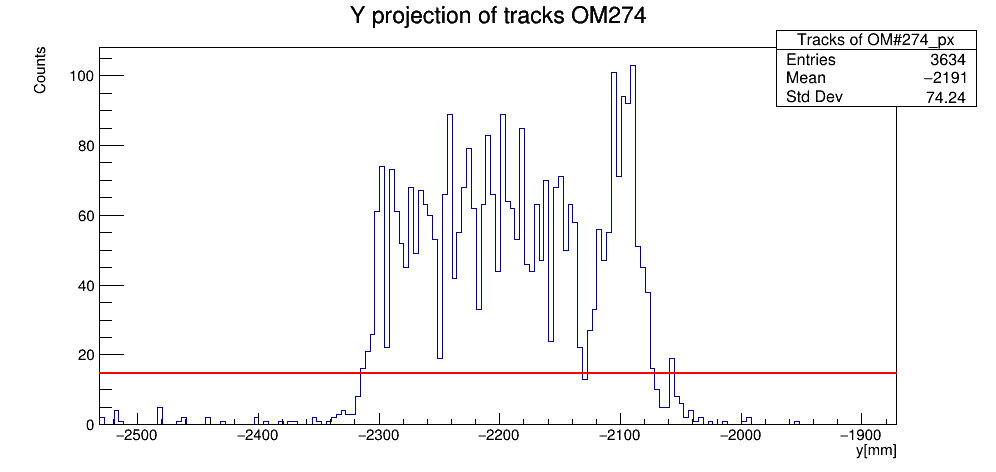 Y projection of tracks OM274
Tracks of OM#274_px
Entries 3634
Mean −2191
Std Dev 74.24
Counts
100
80
60
40
20
0
−2500 −2400 −2300 −2200 −2100 −2000 −1900
y[mm]